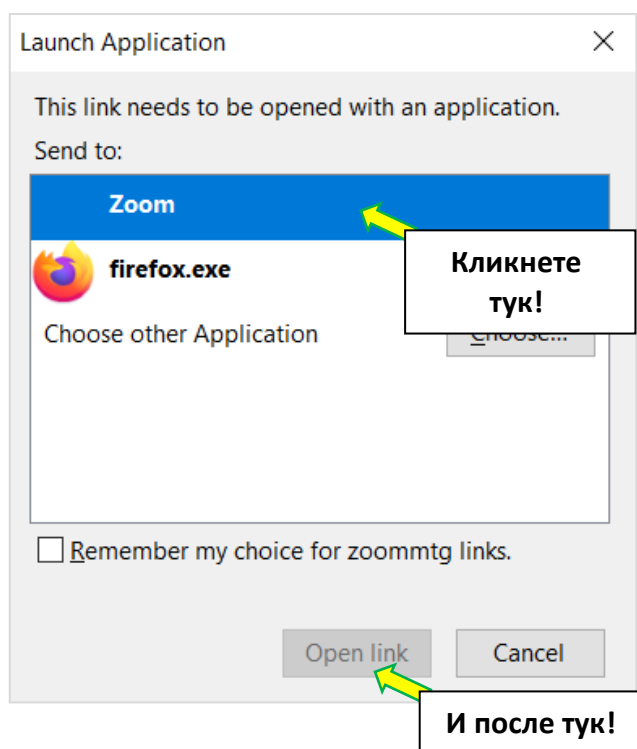 Launch Application
This link needs to be opened with an application.
Send to:
Zoom
firefox.exe
Кликнете
тук!
Choose other Application
Choose...
Remember my choice for zoommtg links.
Open link
Cancel
И после тук!